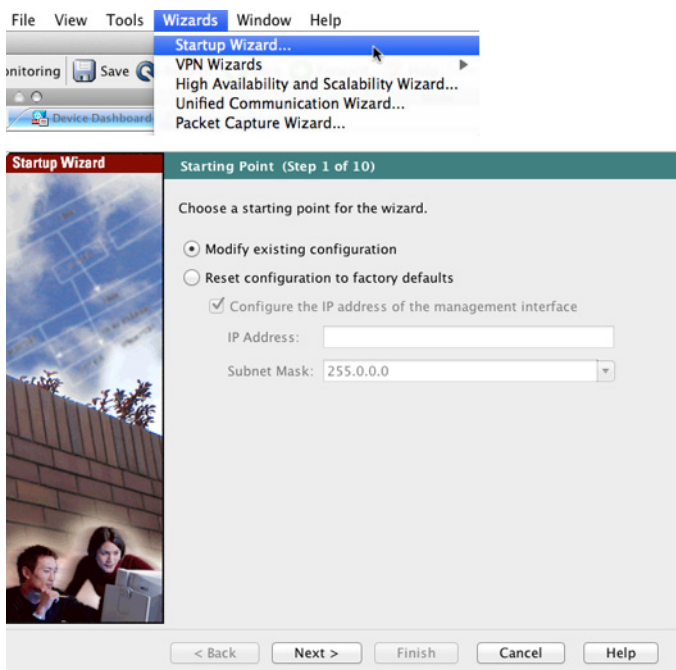 File View Tools Wizards Window Help
Startup Wizard...
onitoring Save
VPN Wizards
High Availability and Scalability Wizard...
Device Dashboard
Unified Communication Wizard...
Packet Capture Wizard...
Startup Wizard
Starting Point (Step 1 of 10)
Choose a starting point for the wizard.
Modify existing configuration
Reset configuration to factory defaults
Configure the IP address of the management interface
IP Address:
Subnet Mask: 255.0.0.0
< Back Next > Finish Cancel Help